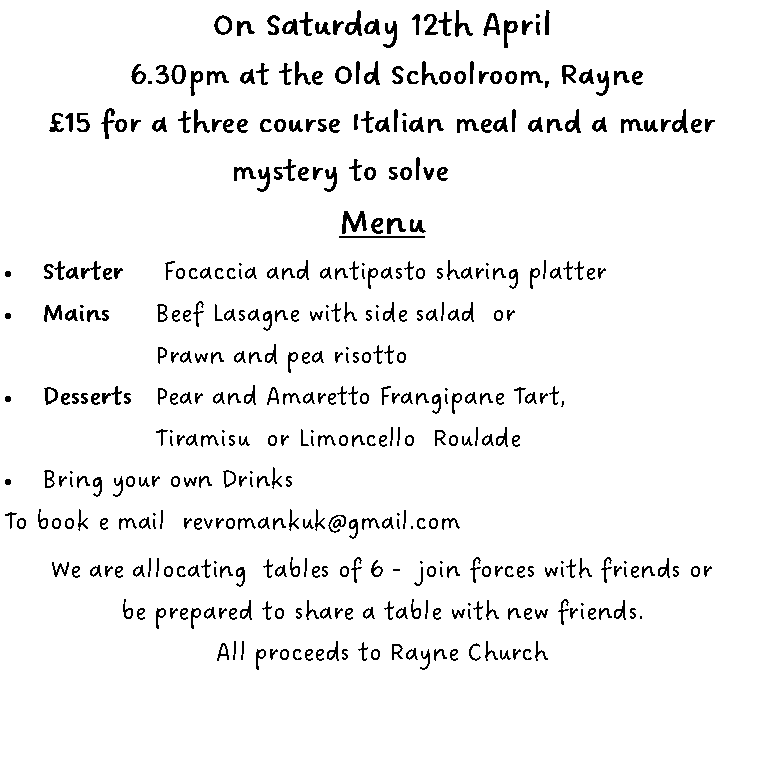 On Saturday 12th April
6.30pm at the Old Schoolroom, Rayne
£15 for a three course Italian meal and a murder
mystery to solve
Menu
• Starter Focaccia and antipasto sharing platter
• Mains Beef Lasagne with side salad or
Prawn and pea risotto
• Desserts Pear and Amaretto Frangipane Tart,
Tiramisu or Limoncello Roulade
• Bring your own Drinks
To book e mail revromankuk@gmail.com
We are allocating tables of 6 - join forces with friends or
be prepared to share a table with new friends.
All proceeds to Rayne Church